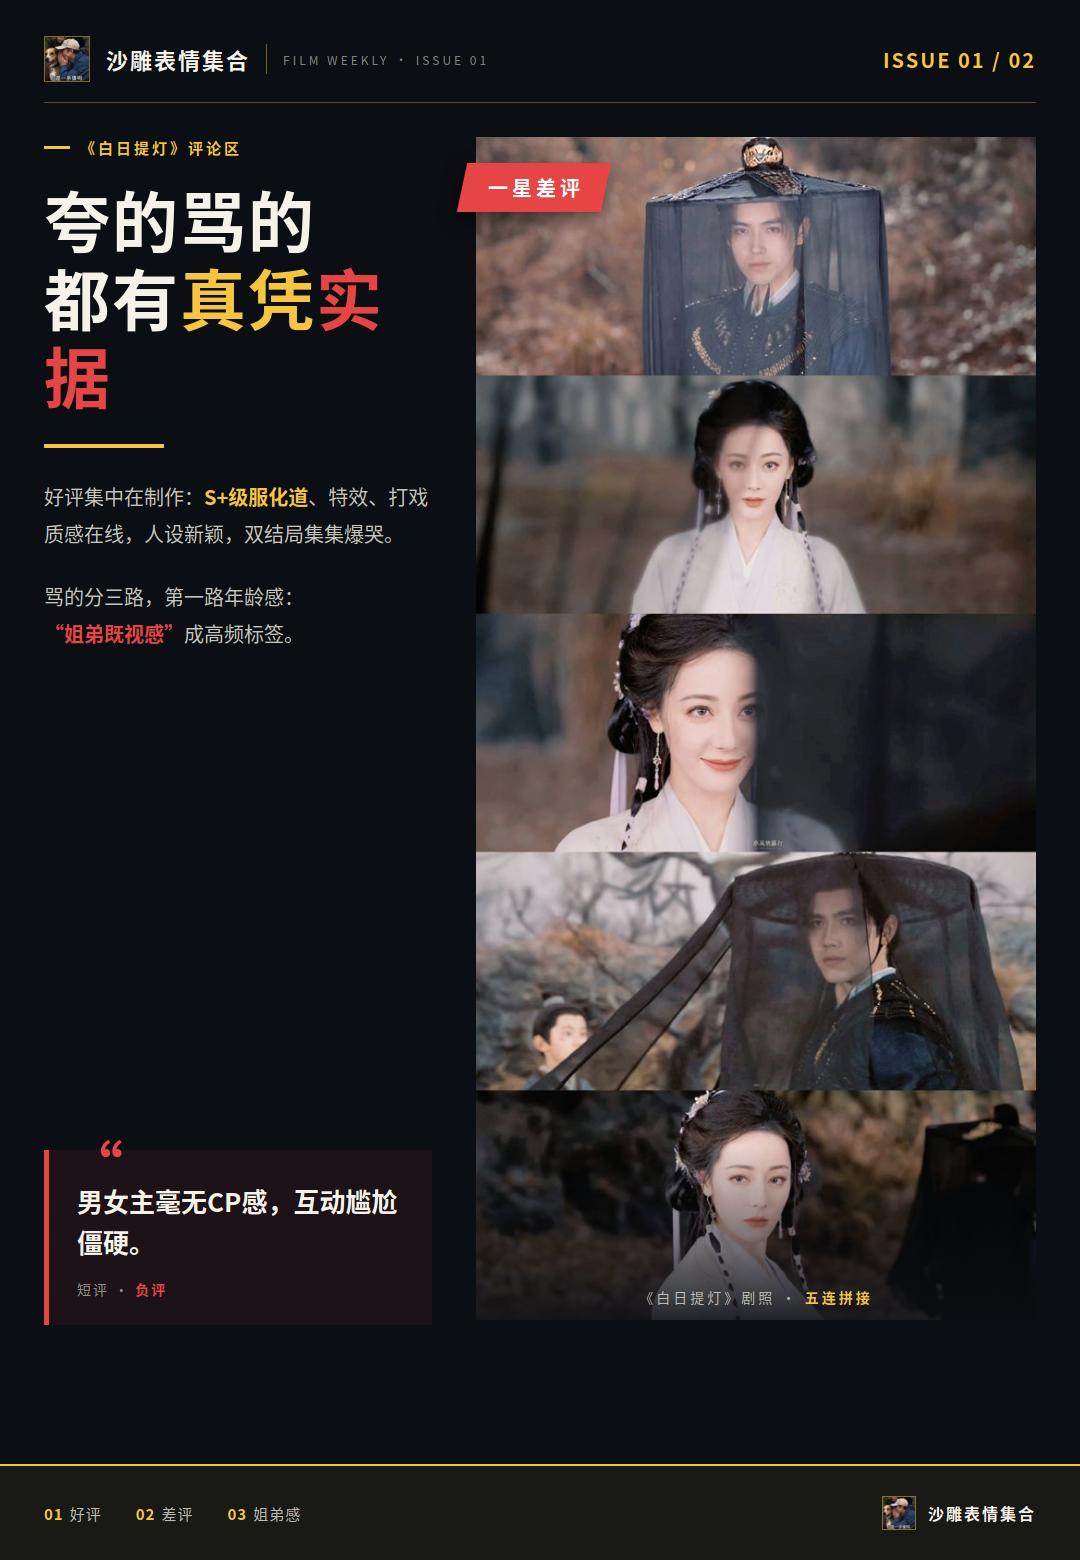 沙雕表情集合
FILM WEEKLY · ISSUE 01
ISSUE 01 / 02
《白日提灯》评论区
夸的骂的
都有真凭实
据
好评集中在制作：S+级服化道、特效、打戏
质感在线，人设新颖，双结局集集爆哭。
骂的分三路，第一路年龄感：
“姐弟既视感”成高频标签。
“
男女主毫无CP感，互动尴尬
僵硬。
短评 · 负评
一星差评
《白日提灯》剧照 · 五连拼接
01 好评
02 差评
03 姐弟感
沙雕表情集合